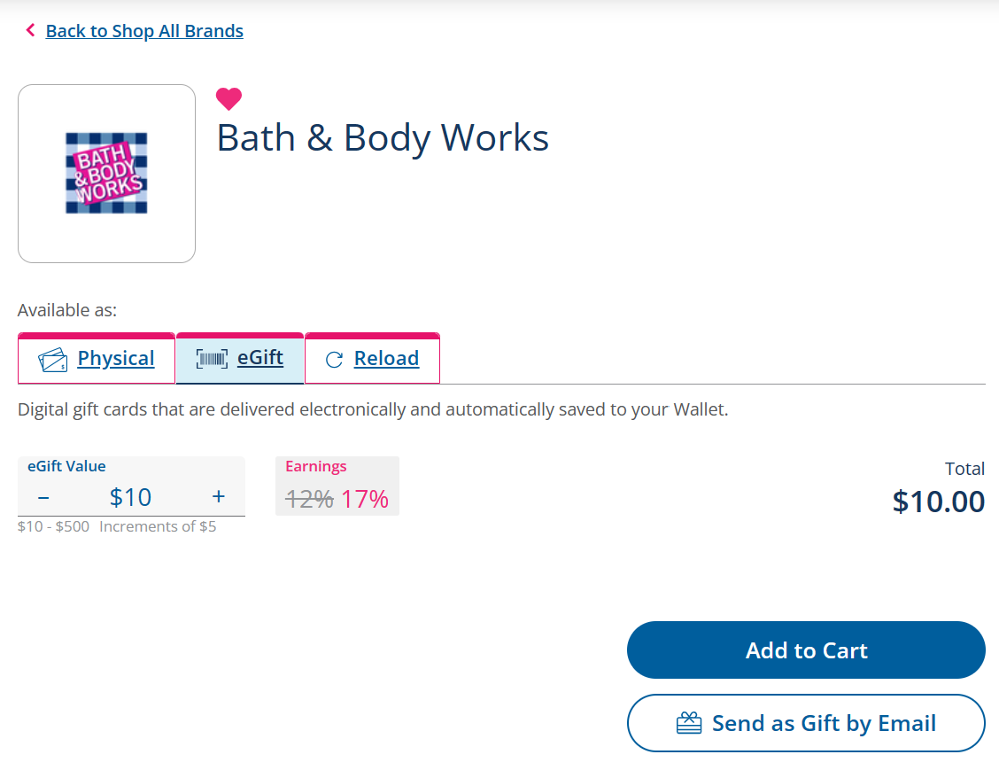 Back to Shop All Brands
BATH
& BODY
WORKS
Bath & Body Works
Available as:
Physical
eGift
Reload
Digital gift cards that are delivered electronically and automatically saved to your Wallet.
eGift Value
– $10 +
$10 - $500 Increments of $5
Earnings
12% 17%
Total
$10.00
Add to Cart
Send as Gift by Email